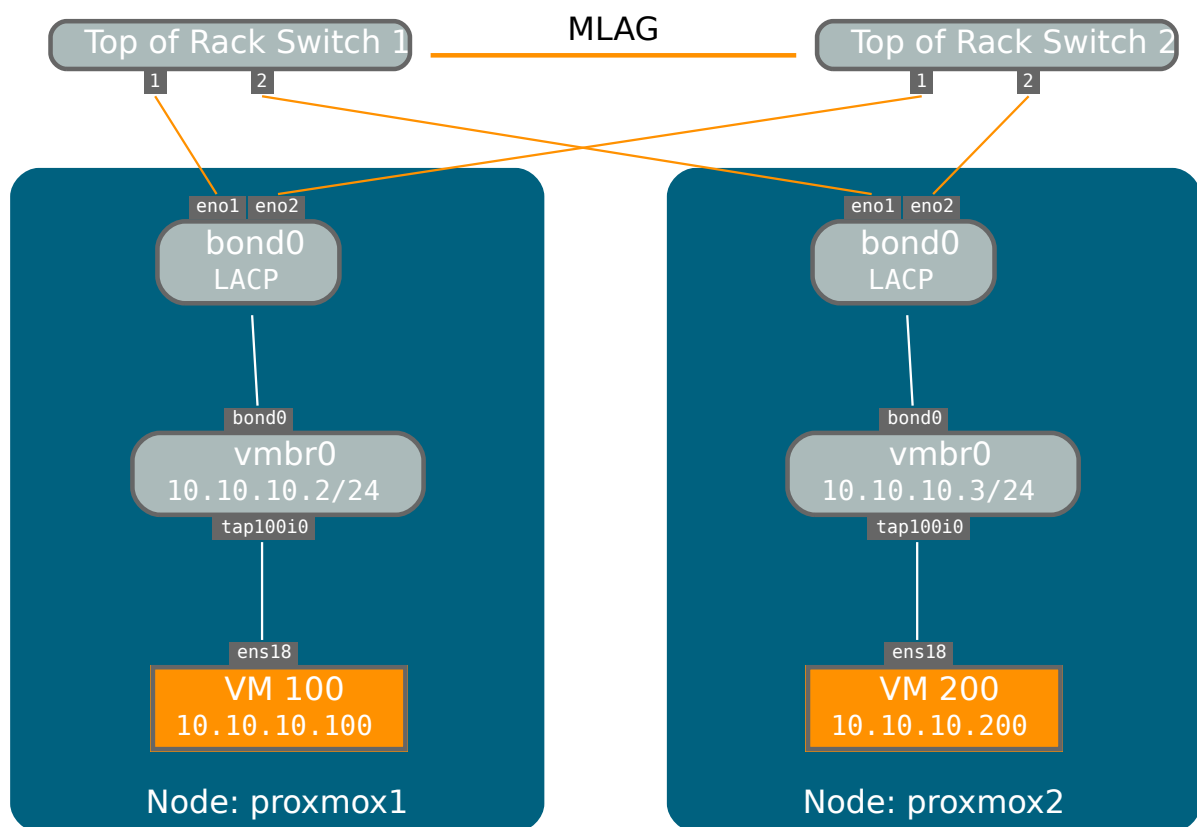 MLAG
Top of Rack Switch 1
Top of Rack Switch 2
1 2
1 2
eno1 eno2
bond0
LACP
bond0
vmbr0
10.10.10.2/24
tap100i0
ens18
VM 100
10.10.10.100
Node: proxmox1
eno1 eno2
bond0
LACP
bond0
vmbr0
10.10.10.3/24
tap100i0
ens18
VM 200
10.10.10.200
Node: proxmox2